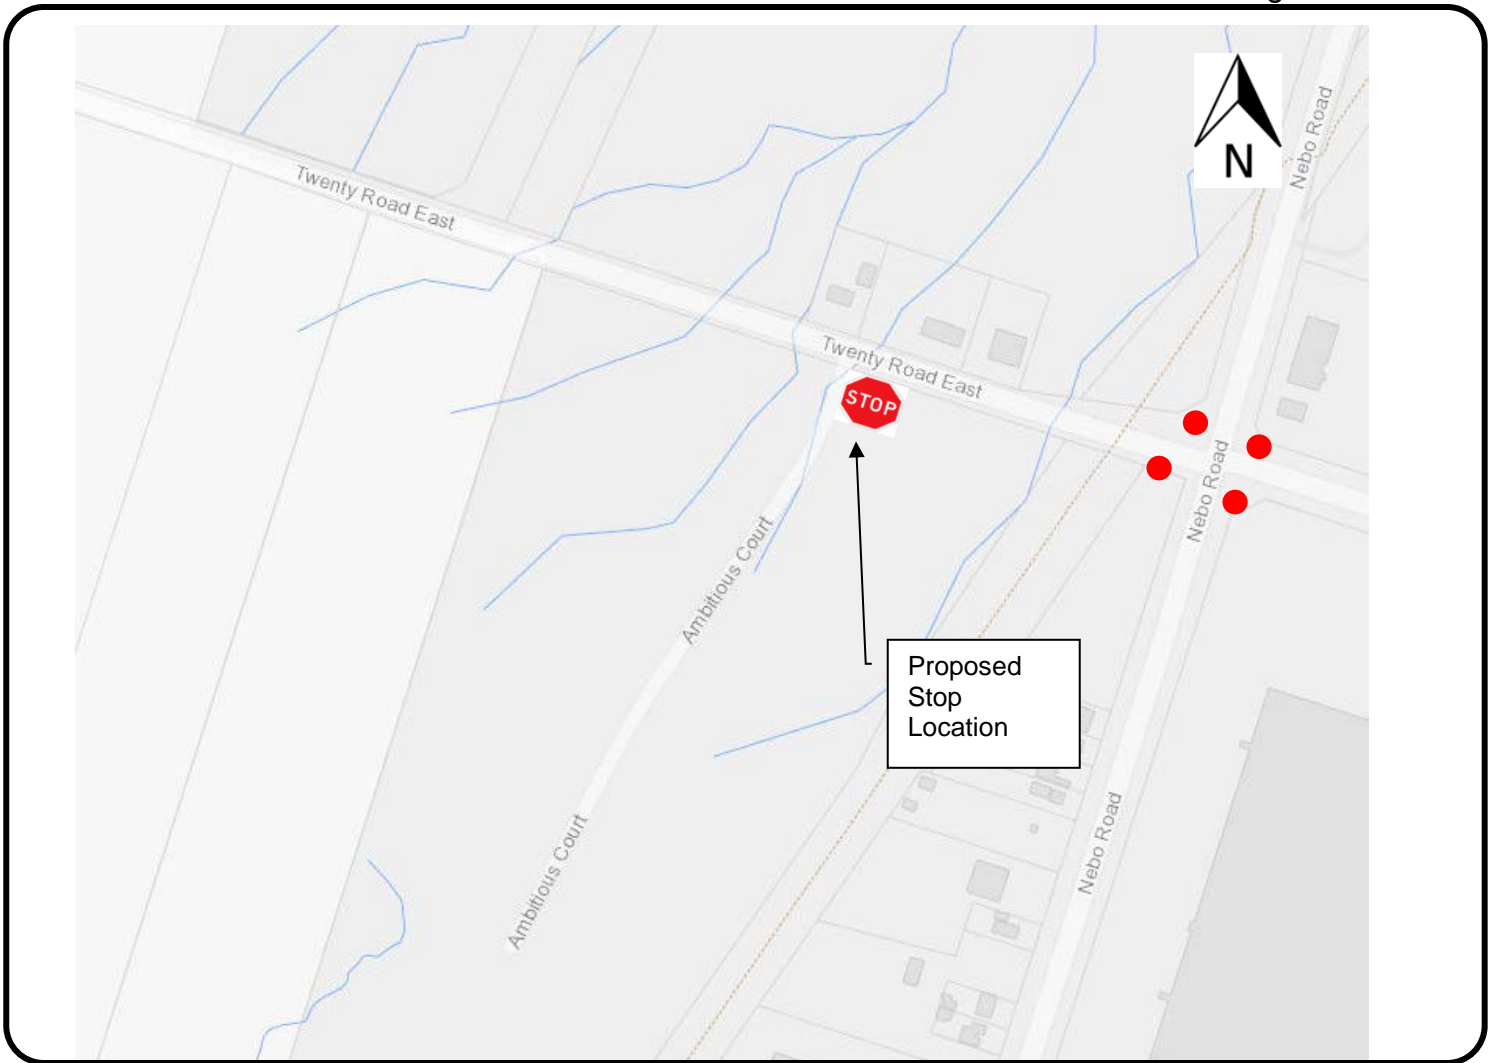 N
Nebo Road
Twenty Road East
Twenty Road East
STOP
Nebo Road
Ambitious Court
Proposed
Stop
Location
Nebo Road
Ambitious Court